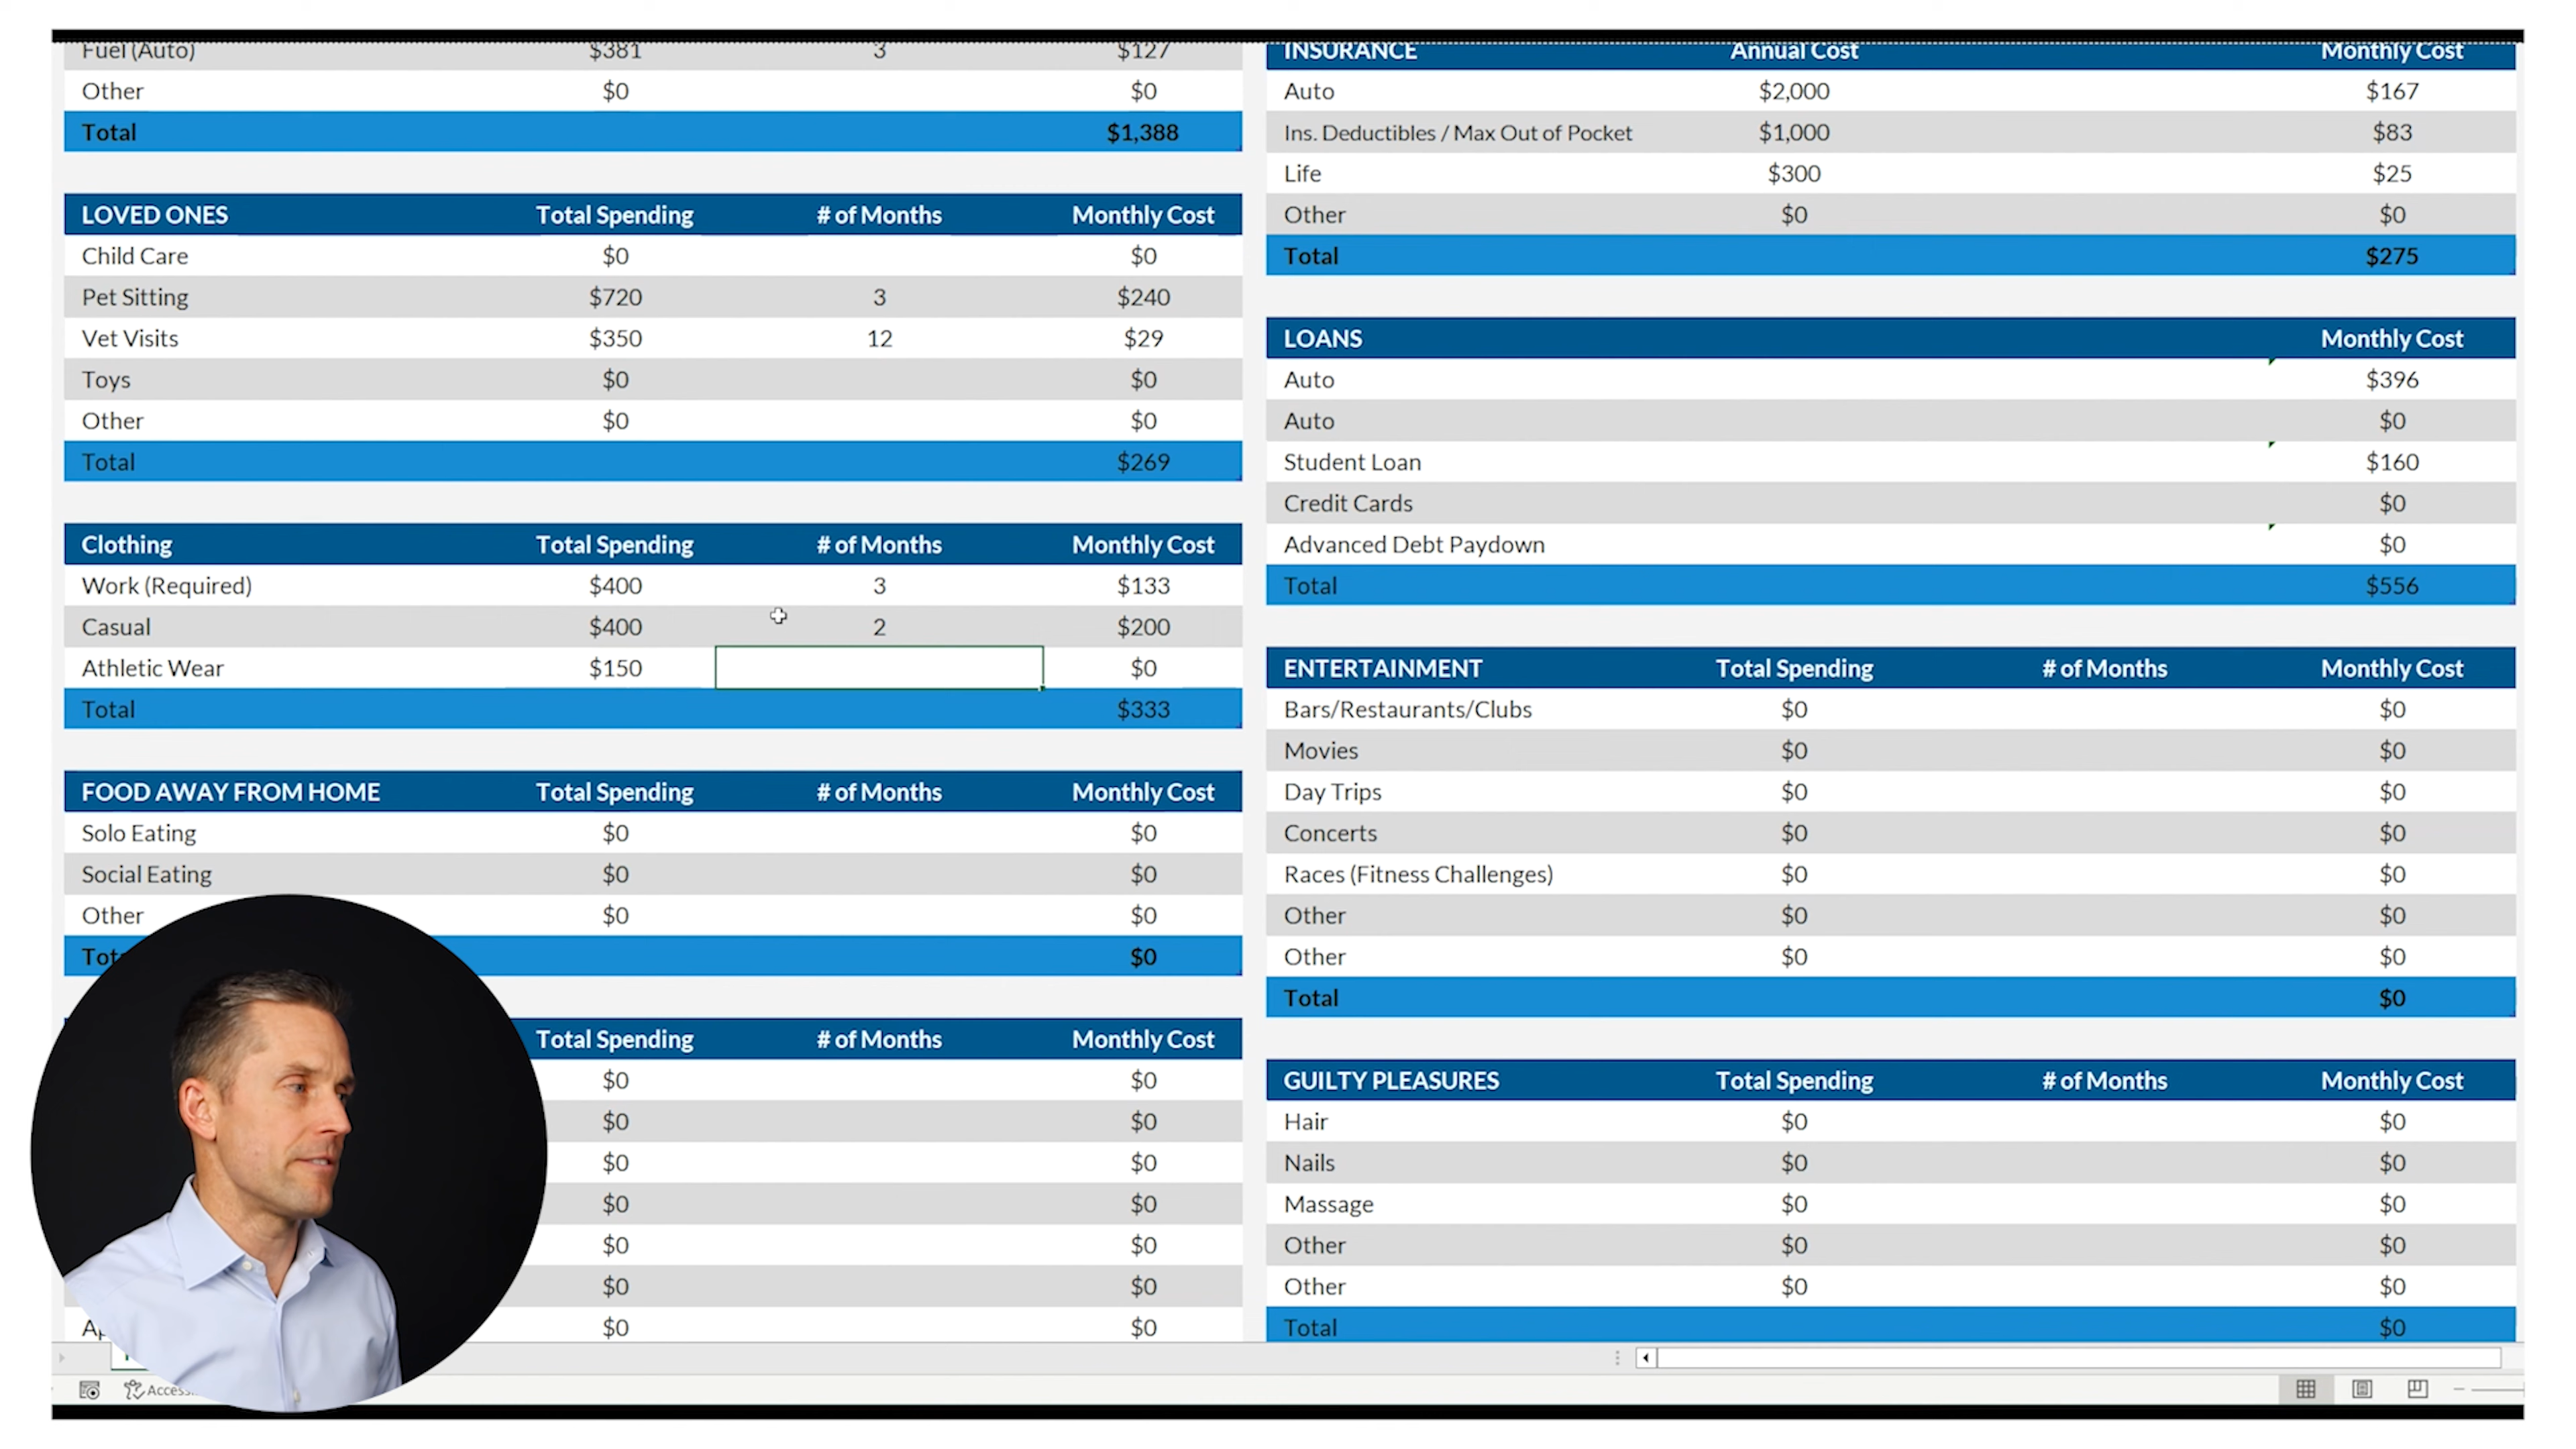 Fuel (Auto) $381 3 $127
Other $0 $0
Total $1,388
LOVED ONES Total Spending # of Months Monthly Cost
Child Care $0 $0
Pet Sitting $720 3 $240
Vet Visits $350 12 $29
Toys $0 $0
Other $0 $0
Total $269
Clothing Total Spending # of Months Monthly Cost
Work (Required) $400 3 $133
Casual $400 2 $200
Athletic Wear $150 $0
Total $333
FOOD AWAY FROM HOME Total Spending # of Months Monthly Cost
Solo Eating $0 $0
Social Eating $0 $0
Other $0 $0
$0
Total Spending # of Months Monthly Cost
$0 $0
$0 $0
$0 $0
$0 $0
$0 $0
$0 $0
$0 $0
INSURANCE Annual Cost Monthly Cost
Auto $2,000 $167
Ins. Deductibles / Max Out of Pocket $1,000 $83
Life $300 $25
Other $0 $0
Total $275
LOANS Monthly Cost
Auto $396
Auto $0
Student Loan $160
Credit Cards $0
Advanced Debt Paydown $0
Total $556
ENTERTAINMENT Total Spending # of Months Monthly Cost
Bars/Restaurants/Clubs $0 $0
Movies $0 $0
Day Trips $0 $0
Concerts $0 $0
Races (Fitness Challenges) $0 $0
Other $0 $0
Other $0 $0
Total $0
GUILTY PLEASURES Total Spending # of Months Monthly Cost
Hair $0 $0
Nails $0 $0
Massage $0 $0
Other $0 $0
Other $0 $0
Total $0